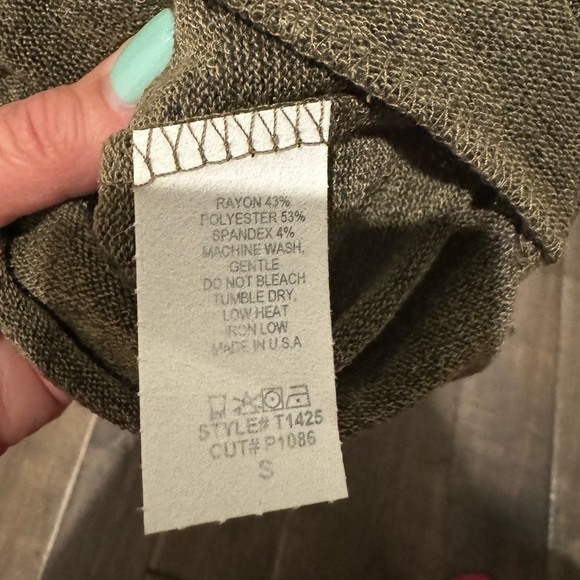 RAYON 43%
POLYESTER 53%
SPANDEX 4%
MACHINE WASH,
GENTLE
DO NOT BLEACH
TUMBLE DRY,
LOW HEAT
IRON LOW
MADE IN U.S.A
STYLE# T1425
CUT# P1086
S